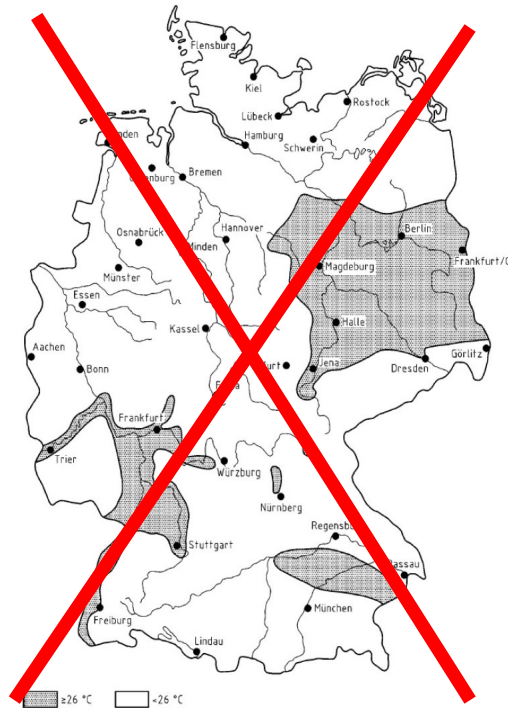 Flensburg
Kiel
Rostock
Lübeck
Hamburg
Schwerin
Bremen
Osnabrück
Hannover
Berlin
Minden
Münster
Magdeburg
Frankfurt/O
Essen
Kassel
Halle
Aachen
Görlitz
Bonn
Jena
Dresden
Frankfurt
Trier
Würzburg
Nürnberg
Stuttgart
Freiburg
München
Lindau
≥26 °C <26 °C